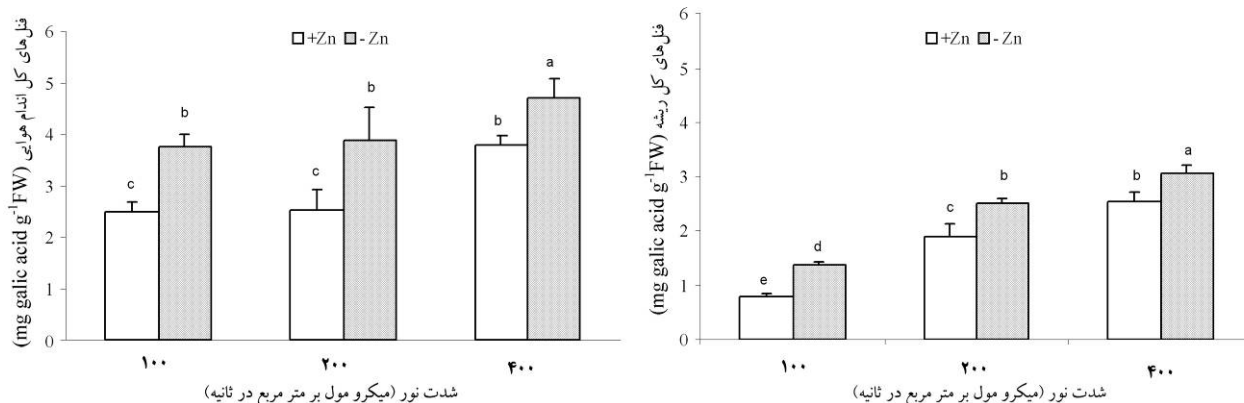 فنل‌های کل اندام هوایی (mg galic acid g⁻¹FW)
6
5
4
3
2
1
0
+Zn
- Zn
c
b
c
b
b
a
۱۰۰
۲۰۰
۴۰۰
شدت نور (میکرو مول بر متر مربع در ثانیه)
فنل‌های کل ریشه (mg galic acid g⁻¹FW)
6
5
4
3
2
1
0
+Zn
- Zn
e
d
c
b
b
a
۱۰۰
۲۰۰
۴۰۰
شدت نور (میکرو مول بر متر مربع در ثانیه)